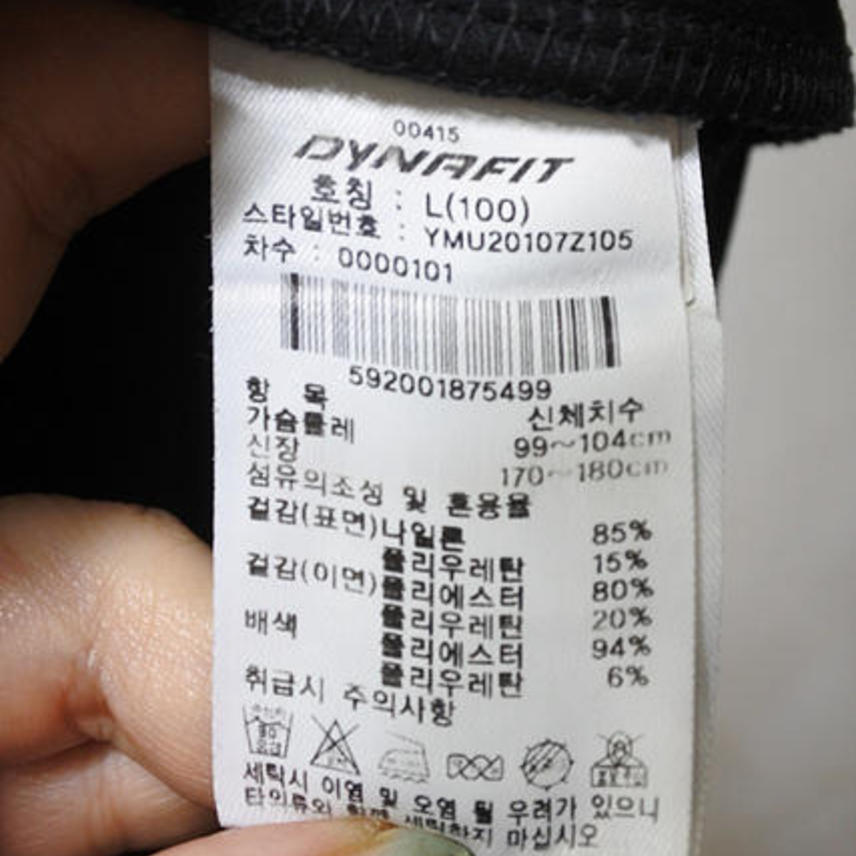 00415
DYNAFIT
호칭 : L(100)
스타일번호 : YMU20107Z105
차수 : 0000101
592001875499
항 목 신체치수
가슴둘레 99~104cm
신장 170~180cm
섬유의조성 및 혼용율
겉감(표면)나일론 85%
폴리우레탄 15%
겉감(이면)폴리에스터 80%
폴리우레탄 20%
배색 폴리에스터 94%
폴리우레탄 6%
취급시 주의사항
세탁시 이염 및 오염 될 우려가 있으니
타의류와 함께 세탁하지 마십시오